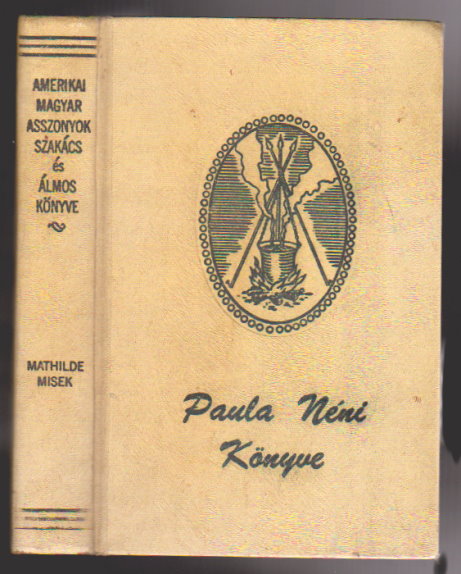 AMERIKAI
MAGYAR
ASSZONYOK
SZAKÁCS
és
ÁLMOS
KÖNYVE
MATHILDE
MISEK
Paula Néni
Könyve